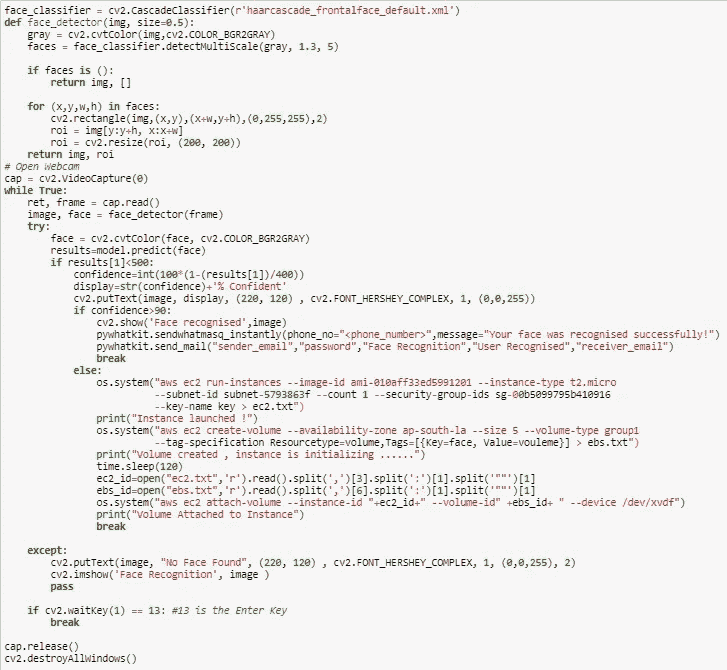 face_classifier = cv2.CascadeClassifier(r'haarcascade_frontalface_default.xml')
def face_detector(img, size=0.5):
    gray = cv2.cvtColor(img,cv2.COLOR_BGR2GRAY)
    faces = face_classifier.detectMultiScale(gray, 1.3, 5)

    if faces is ():
        return img, []

    for (x,y,w,h) in faces:
        cv2.rectangle(img,(x,y),(x+w,y+h),(0,255,255),2)
        roi = img[y:y+h, x:x+w]
        roi = cv2.resize(roi, (200, 200))
    return img, roi
# Open Webcam
cap = cv2.VideoCapture(0)
while True:
    ret, frame = cap.read()
    image, face = face_detector(frame)
    try:
        face = cv2.cvtColor(face, cv2.COLOR_BGR2GRAY)
        results=model.predict(face)
        if results[1]<500:
            confidence=int(100*(1-(results[1])/400))
            display=str(confidence)+'% Confident'
            cv2.putText(image, display, (220, 120) , cv2.FONT_HERSHEY_COMPLEX, 1, (0,0,255))
            if confidence>90:
                cv2.show('Face recognised',image)
                pywhatkit.sendwhatmasq_instantly(phone_no="<phone_number>",message="Your face was recognised successfully!")
                pywhatkit.send_mail("sender_email","password","Face Recognition","User Recognised","receiver_email")
                break
            else:
                os.system("aws ec2 run-instances --image-id ami-010aff33ed5991201 --instance-type t2.micro
                          --subnet-id subnet-5793863f --count 1 --security-group-ids sg-00b5099795b410916
                          --key-name key > ec2.txt")
                print("Instance launched !")
                os.system("aws ec2 create-volume --availability-zone ap-south-1a --size 5 --volume-type group1
                          --tag-specification Resourcetype=volume,Tags=[{Key=face, Value=vouleme}] > ebs.txt")
                print("Volume created , instance is initializing ......")
                time.sleep(120)
                ec2_id=open("ec2.txt",'r').read().split(',')[3].split(':')[1].split('""')[1]
                ebs_id=open("ebs.txt",'r').read().split(',')[6].split(':')[1].split('""')[1]
                os.system("aws ec2 attach-volume --instance-id "+ec2_id+" --volume-id" +ebs_id+ " --device /dev/xvdf")
                print("Volume Attached to Instance")
                break

    except:
        cv2.putText(image, "No Face Found", (220, 120) , cv2.FONT_HERSHEY_COMPLEX, 1, (0,0,255), 2)
        cv2.imshow('Face Recognition', image )
        pass

    if cv2.waitKey(1) == 13: #13 is the Enter Key
        break

cap.release()
cv2.destroyAllWindows()